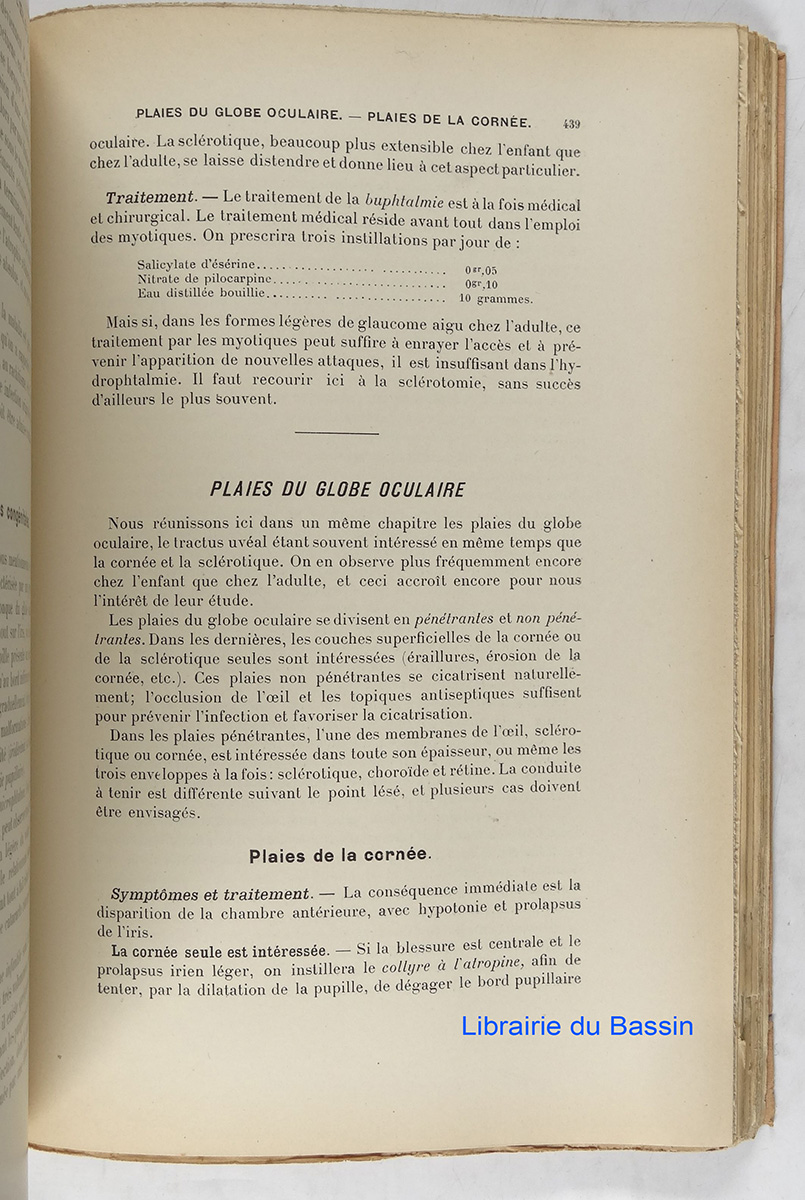 PLAIES DU GLOBE OCULAIRE. — PLAIES DE LA CORNÉE. 439
oculaire. La sclérotique, beaucoup plus extensible chez l'enfant que
chez l'adulte, se laisse distendre et donne lieu à cet aspect particulier.
Traitement. — Le traitement de la buphtalmie est à la fois médical
et chirurgical. Le traitement médical réside avant tout dans l'emploi
des myotiques. On prescrira trois instillations par jour de :
Salicylate d'ésérine........................................ 0gr,05
Nitrate de pilocarpine........................................ 0gr,10
Eau distillée bouillie........................................ 10 grammes.
Mais si, dans les formes légères de glaucome aigu chez l'adulte, ce
traitement par les myotiques peut suffire à enrayer l'accès et à pré-
venir l'apparition de nouvelles attaques, il est insuffisant dans l'hy-
drophtalmie. Il faut recourir ici à la sclérotomie, sans succès
d'ailleurs le plus souvent.
PLAIES DU GLOBE OCULAIRE
Nous réunissons ici dans un même chapitre les plaies du globe
oculaire, le tractus uvéal étant souvent intéressé en même temps que
la cornée et la sclérotique. On en observe plus fréquemment encore
chez l'enfant que chez l'adulte, et ceci accroît encore pour nous
l'intérêt de leur étude.
Les plaies du globe oculaire se divisent en pénétrantes et non péné-
trantes. Dans les dernières, les couches superficielles de la cornée ou
de la sclérotique seules sont intéressées (éraillures, érosion de la
cornée, etc.). Ces plaies non pénétrantes se cicatrisent naturelle-
ment; l'occlusion de l'œil et les topiques antiseptiques suffisent
pour prévenir l'infection et favoriser la cicatrisation.
Dans les plaies pénétrantes, l'une des membranes de l'œil, scléro-
tique ou cornée, est intéressée dans toute son épaisseur, ou même les
trois enveloppes à la fois : sclérotique, choroïde et rétine. La conduite
à tenir est différente suivant le point lésé, et plusieurs cas doivent
être envisagés.
Plaies de la cornée.
Symptômes et traitement. — La conséquence immédiate est la
disparition de la chambre antérieure, avec hypotonie et prolapsus
de l'iris.
La cornée seule est intéressée. — Si la blessure est centrale et le
prolapsus irien léger, on instillera le collyre à l'atropine, afin de
tenter, par la dilatation de la pupille, de dégager le bord pupillaire
Librairie du Bassin